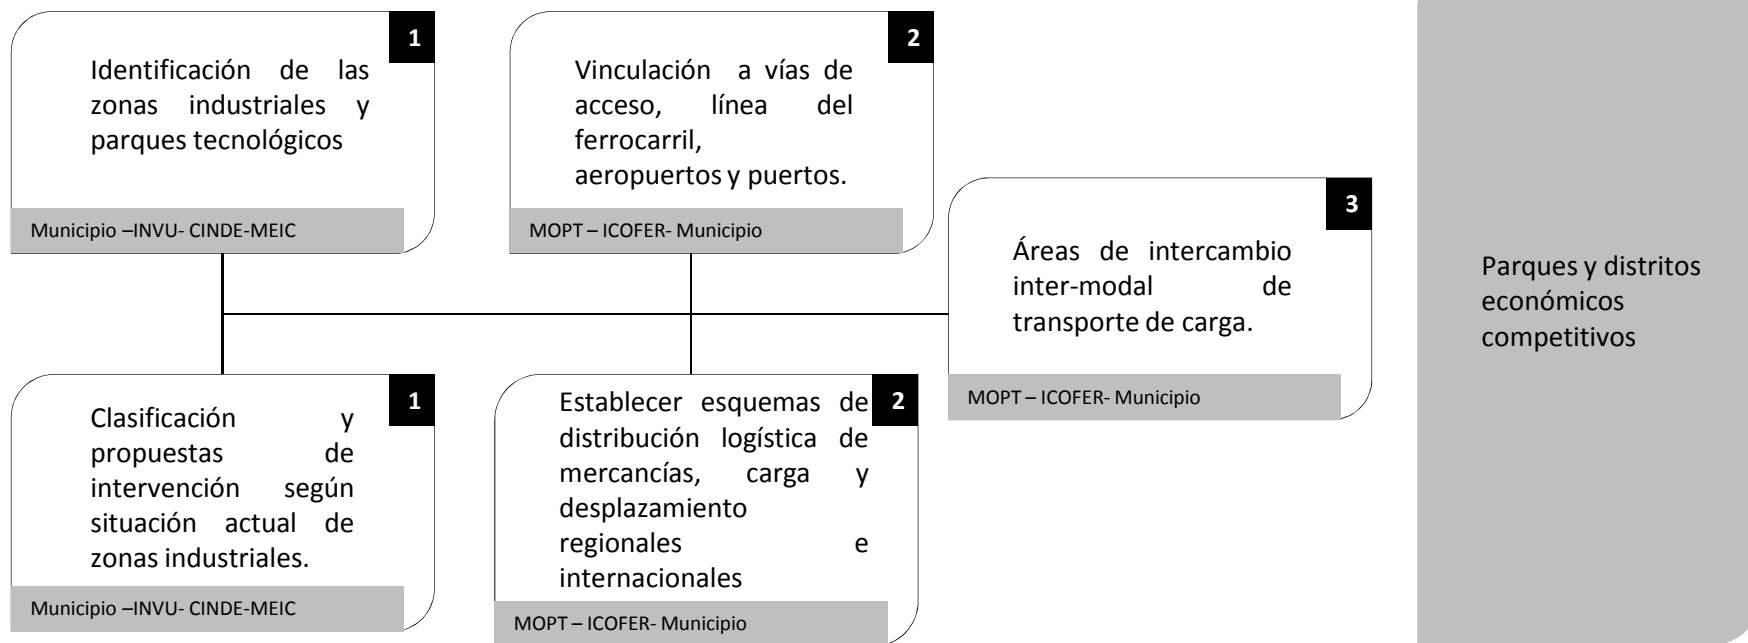 1
Identificación de las
zonas industriales y
parques tecnológicos
Municipio –INVU- CINDE-MEIC
2
Vinculación a vías de
acceso, línea del
ferrocarril,
aeropuertos y puertos.
MOPT – ICOFER- Municipio
3
Áreas de intercambio
inter-modal de
transporte de carga.
MOPT – ICOFER- Municipio
1
Clasificación y
propuestas de
intervención según
situación actual de
zonas industriales.
Municipio –INVU- CINDE-MEIC
2
Establecer esquemas de
distribución logística de
mercancías, carga y
desplazamiento
regionales e
internacionales
MOPT – ICOFER- Municipio
Parques y distritos
económicos
competitivos